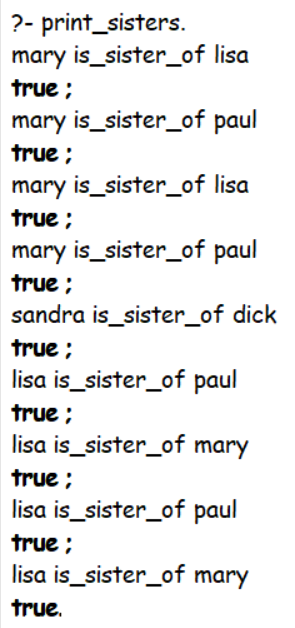 ?- print_sisters.
mary is_sister_of lisa
true ;
mary is_sister_of paul
true ;
mary is_sister_of lisa
true ;
mary is_sister_of paul
true ;
sandra is_sister_of dick
true ;
lisa is_sister_of paul
true ;
lisa is_sister_of mary
true ;
lisa is_sister_of paul
true ;
lisa is_sister_of mary
true.